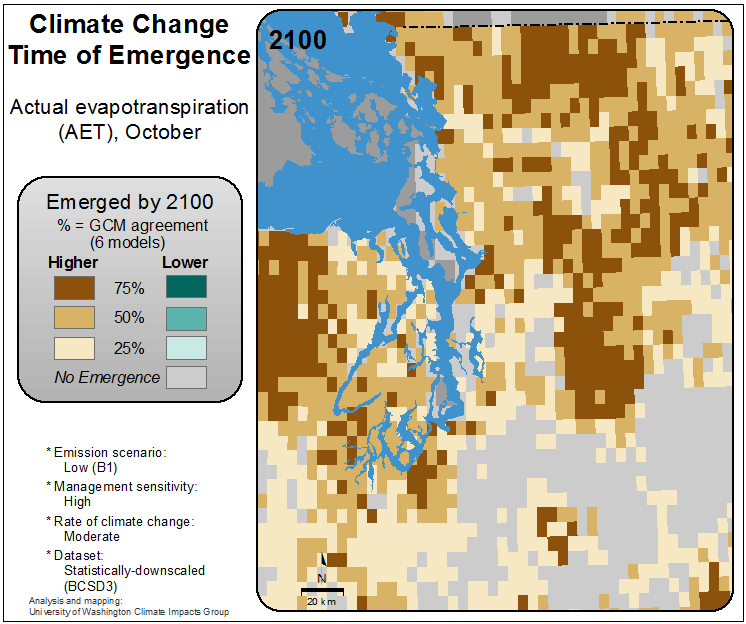 Climate Change
Time of Emergence
Actual evapotranspiration
(AET), October
Emerged by 2100
% = GCM agreement
(6 models)
Higher Lower
75%
50%
25%
No Emergence
* Emission scenario:
Low (B1)
* Management sensitivity:
High
* Rate of climate change:
Moderate
* Dataset:
Statistically-downscaled
(BCSD3)
Analysis and mapping:
University of Washington Climate Impacts Group
2100
N
20 km